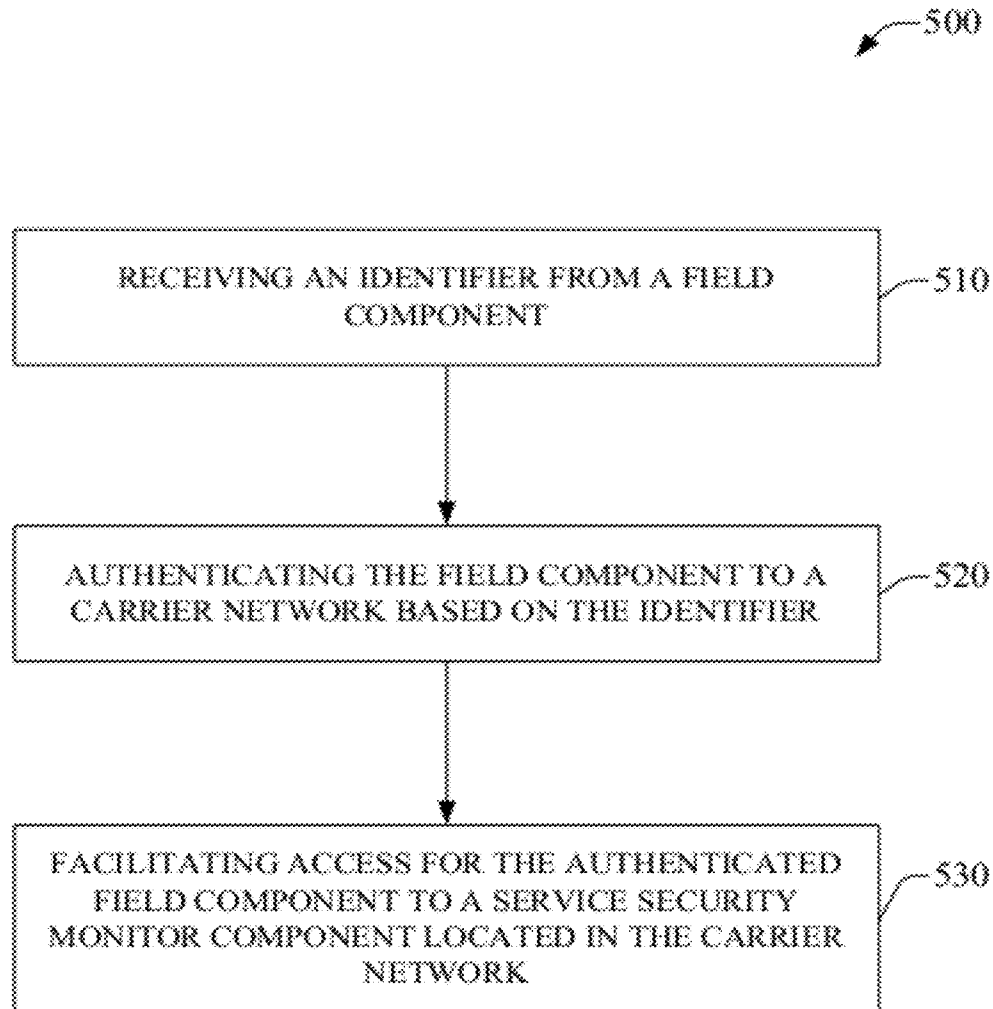 500
RECEIVING AN IDENTIFIER FROM A FIELD
COMPONENT
510
AUTHENTICATING THE FIELD COMPONENT TO A
CARRIER NETWORK BASED ON THE IDENTIFIER
520
FACILITATING ACCESS FOR THE AUTHENTICATED
FIELD COMPONENT TO A SERVICE SECURITY
MONITOR COMPONENT LOCATED IN THE CARRIER
NETWORK
530